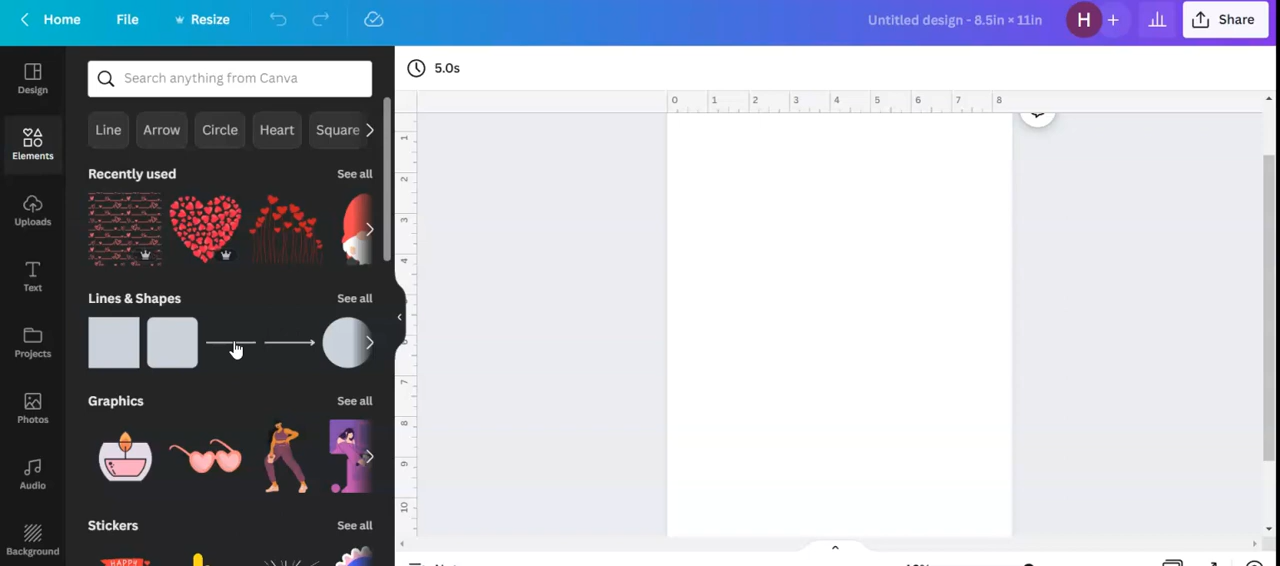 Home File Resize Untitled design - 8.5in × 11in H + Share
Search anything from Canva
5.0s
Design
Elements
Uploads
Text
Projects
Photos
Audio
Background
Line Arrow Circle Heart Square
Recently used See all
Lines & Shapes See all
Graphics See all
Stickers See all
HAPPY
0 1 2 3 4 5 6 7 8
1
2
3
4
7
8
9
10